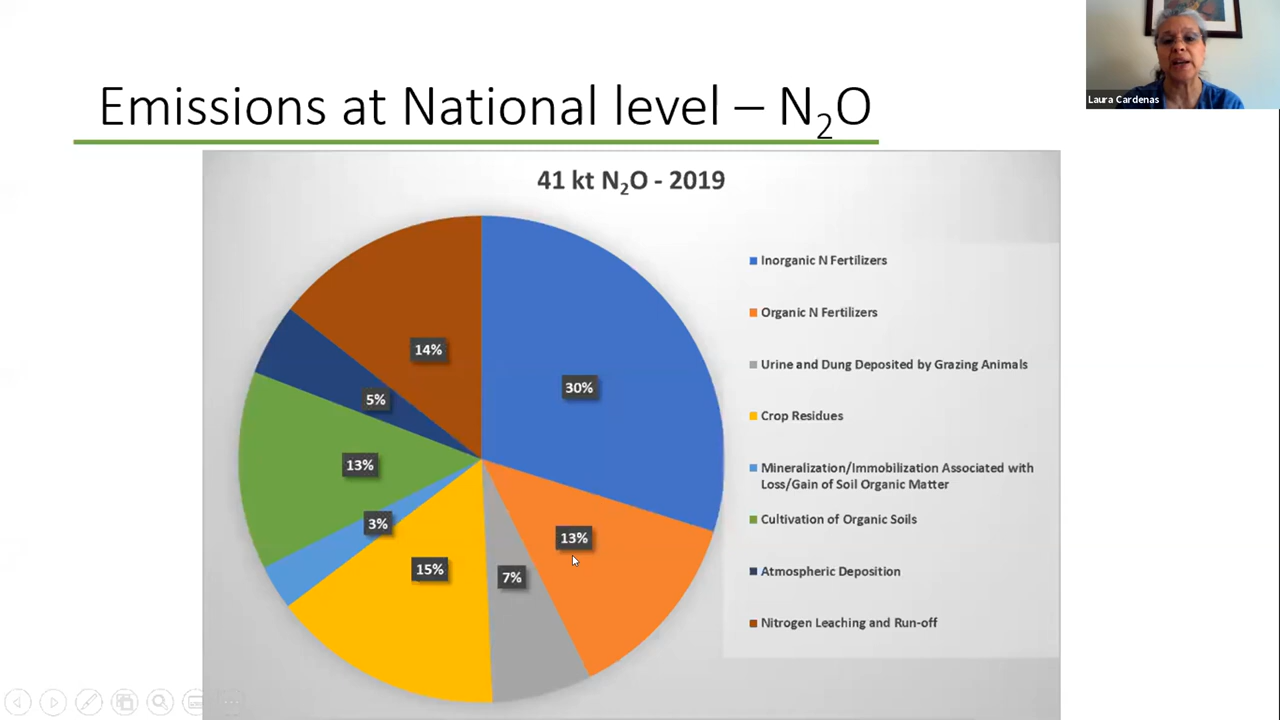 Laura Cardenas
Emissions at National level – N₂O
41 kt N₂O - 2019
14%
30%
5%
13%
3%
15%
7%
13%
Inorganic N Fertilizers
Organic N Fertilizers
Urine and Dung Deposited by Grazing Animals
Crop Residues
Mineralization/Immobilization Associated with
Loss/Gain of Soil Organic Matter
Cultivation of Organic Soils
Atmospheric Deposition
Nitrogen Leaching and Run-off